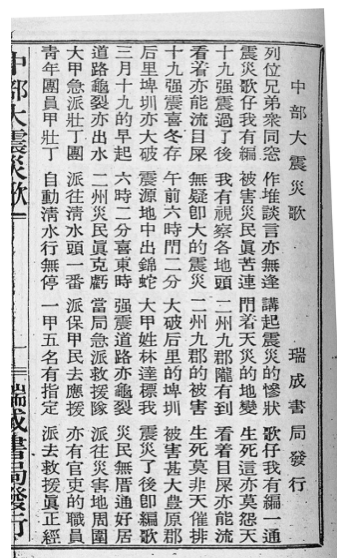 中部大震災歌 瑞成書局發行
列位兄弟衆同窓 作堆談言亦無逢 講起震災的慘狀 歌仔我有編一通
震災歌仔我有編 被害災民眞苦連 問着天災的地變 生死這亦莫怨天
十九强震過了後 我有視察各地頭 二州九郡隴有到 看着目屎亦能流
看着亦能流目屎 無疑卽大的震災 二州九郡的被害 生死莫非天催排
十九强震喜冬存 午前六時門二分 大破后里的埤圳 被害甚大豊原郡
后里埤圳亦大破 震源地中出錦蛇 大甲姓林達標我 震災了後卽編歌
三月十九的早起 六時二分喜東時 强震道路亦龜裂 災民無厝通好居
道路龜裂亦出水 二州災民眞克虧 當局急派救援隊 派往災害地周圍
大甲急派壯丁團 派往淸水頭一番 派保甲民去應援 亦有官吏的職員
青年團員甲壯丁 自動淸水行無停 一甲五名有指定 派去救援眞正經
中部大震災歌 一 瑞成書局發行